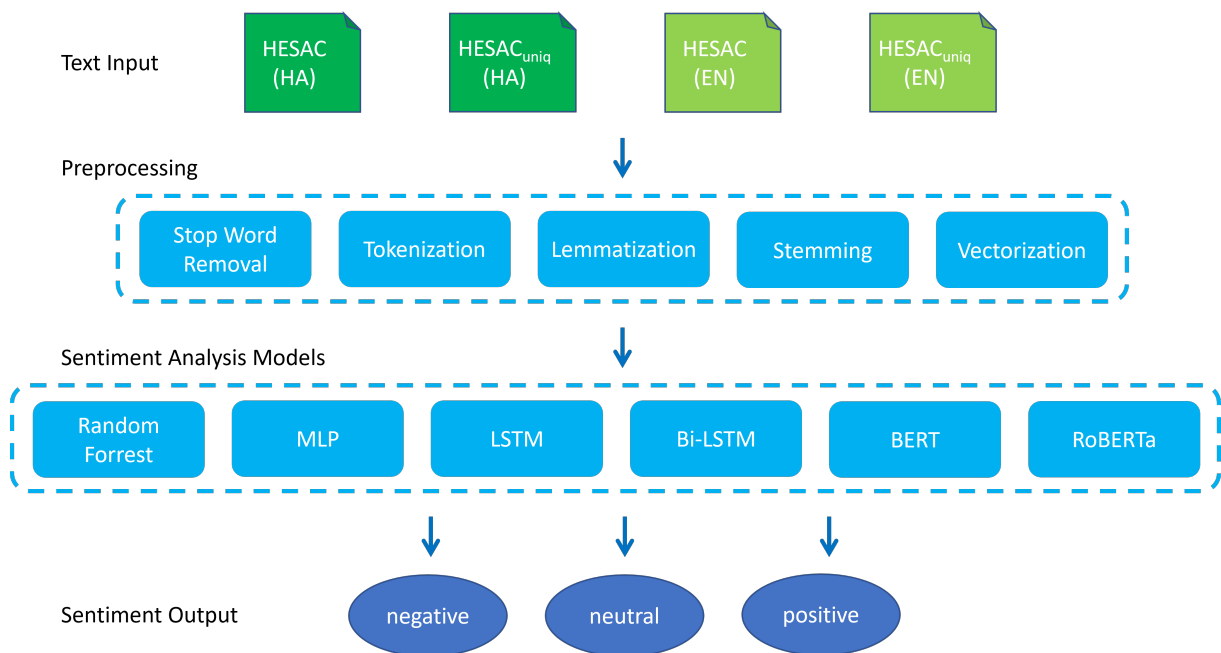 Text Input
HESAC
(HA)
HESACuniq
(HA)
HESAC
(EN)
HESACuniq
(EN)
Preprocessing
Stop Word
Removal
Tokenization
Lemmatization
Stemming
Vectorization
Sentiment Analysis Models
Random
Forrest
MLP
LSTM
Bi-LSTM
BERT
RoBERTa
Sentiment Output
negative
neutral
positive